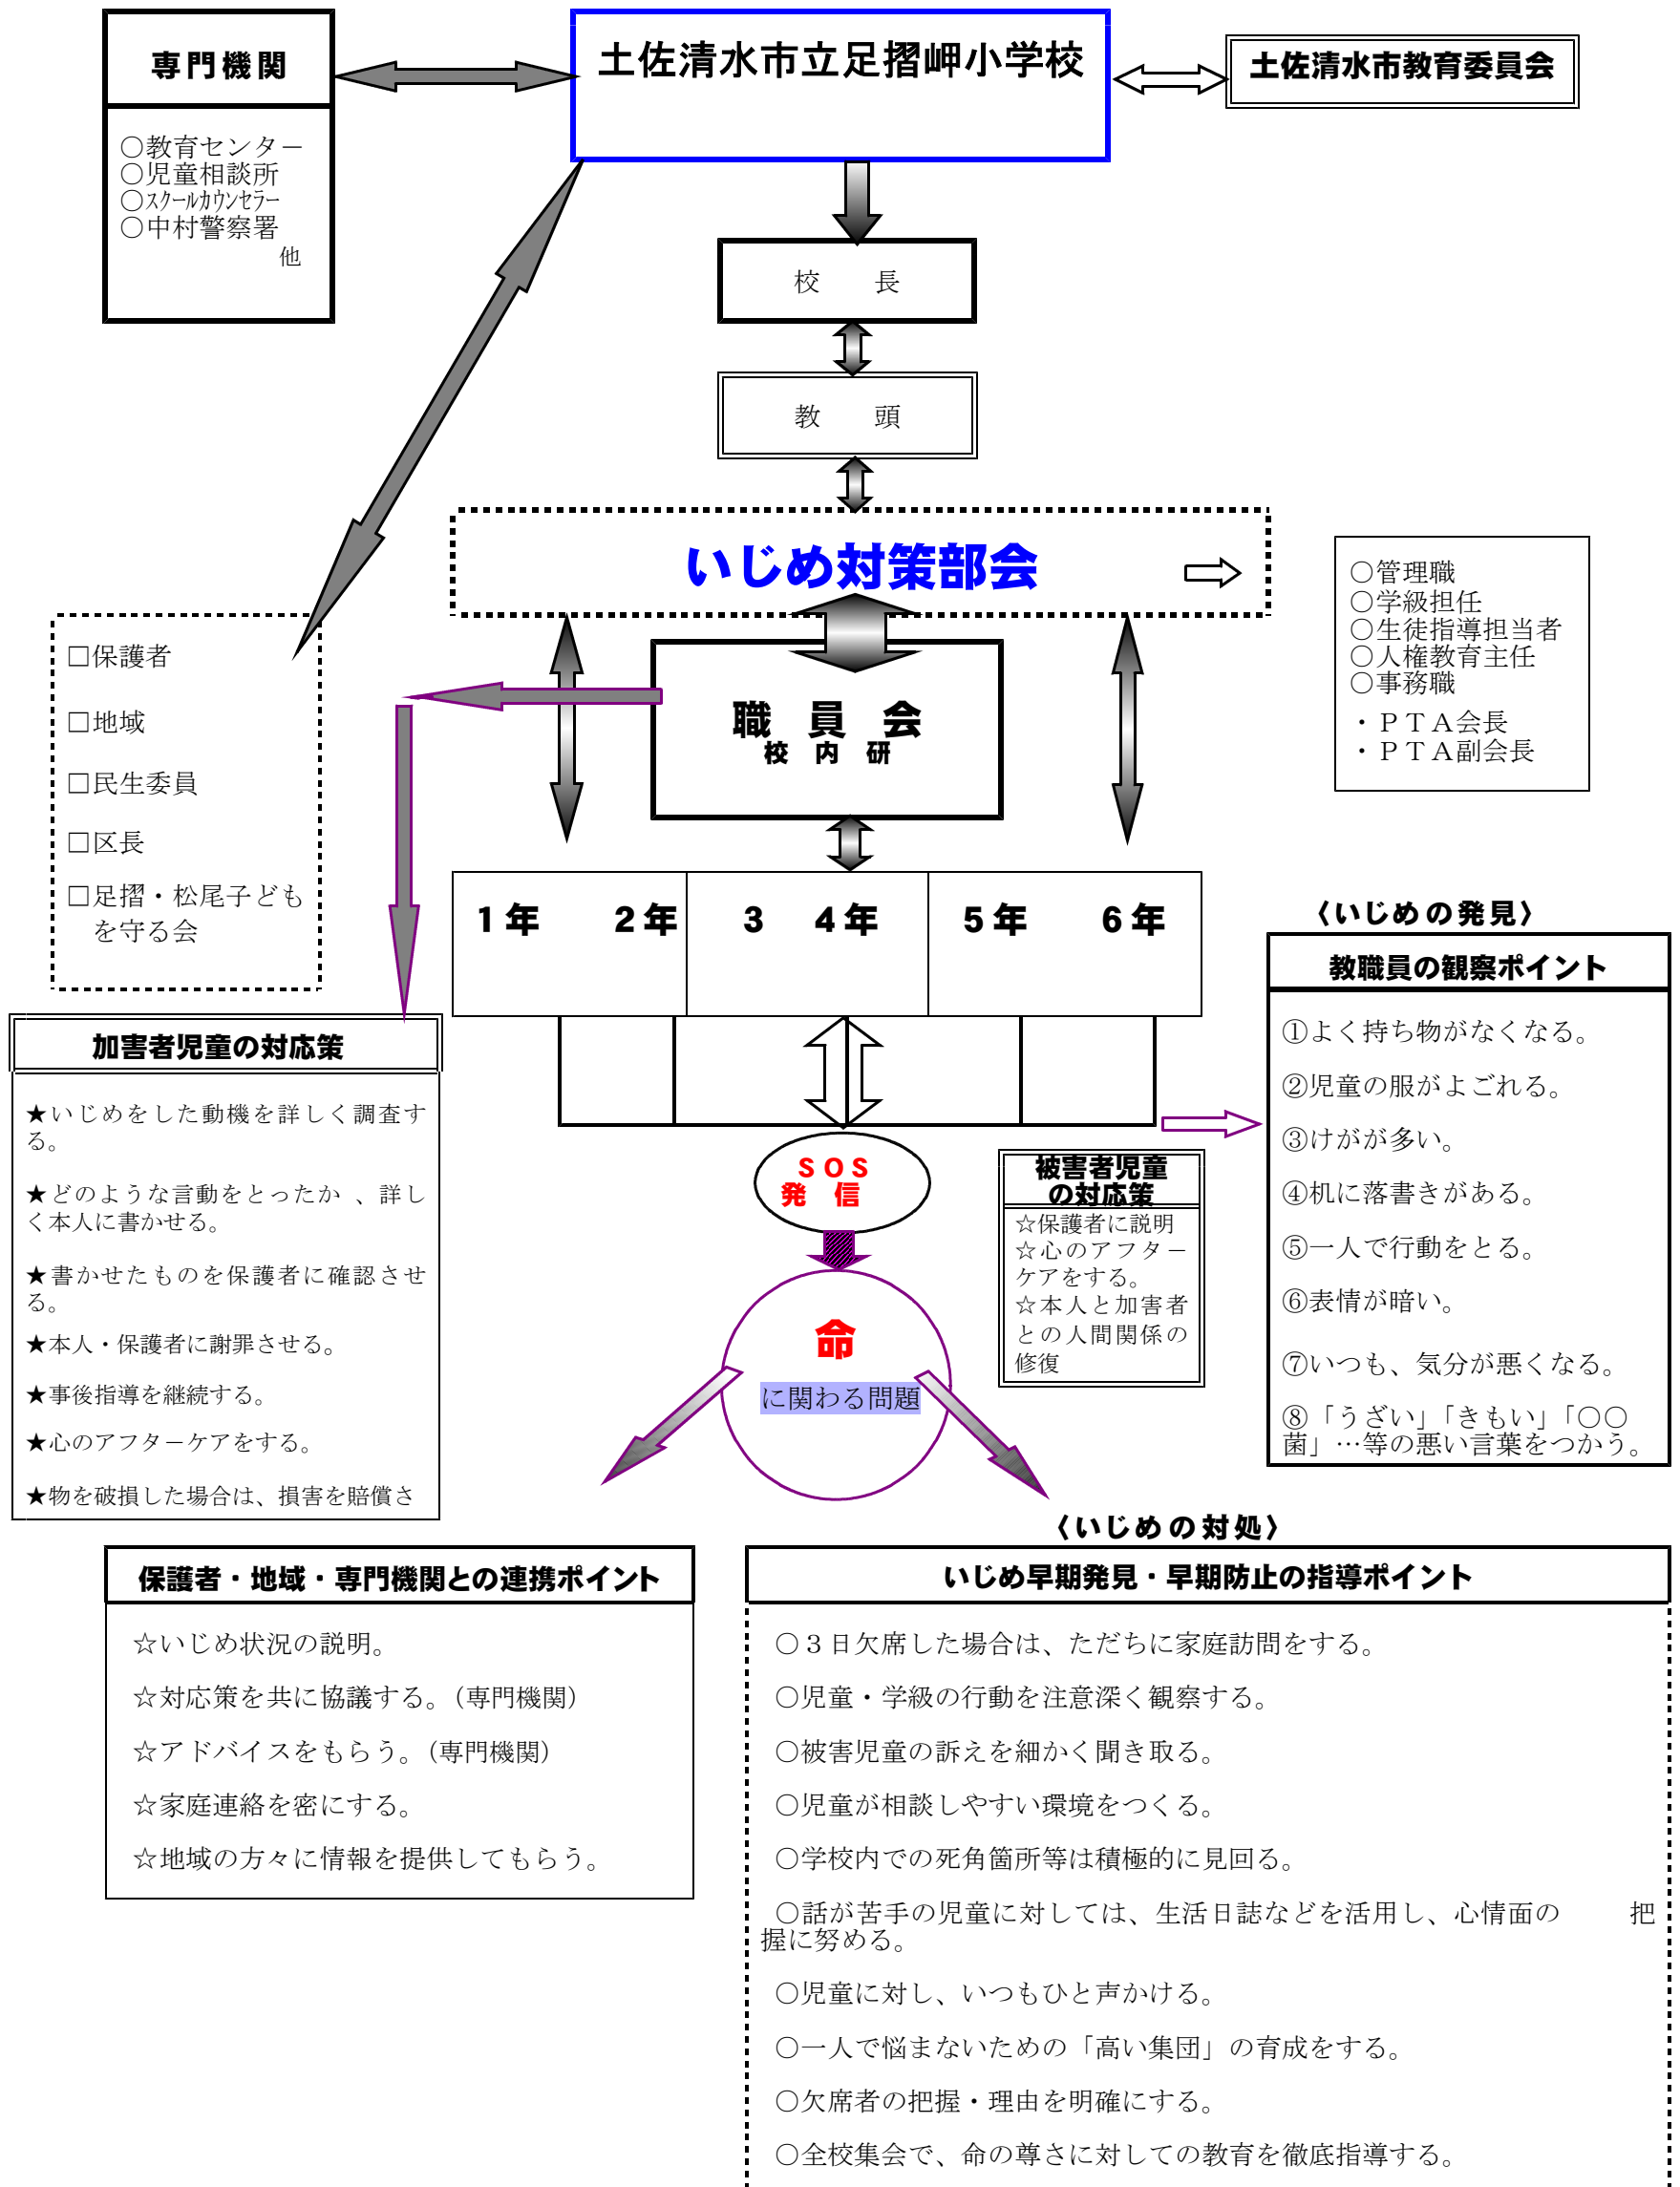 専門機関
○教育センター
○児童相談所
○スクールカウンセラー
○中村警察署
他
土佐清水市立足摺岬小学校
土佐清水市教育委員会
校　　長
教　　頭
いじめ対策部会
○管理職
○学級担任
○生徒指導担当者
○人権教育主任
○事務職
・ＰＴＡ会長
・ＰＴＡ副会長
□保護者
□地域
□民生委員
□区長
□足摺・松尾子ども
を守る会
職　員　会
校　内　研
１年　　２年　　３　　４年　　５年　　６年
〈いじめの発見〉
教職員の観察ポイント
①よく持ち物がなくなる。
②児童の服がよごれる。
③けがが多い。
④机に落書きがある。
⑤一人で行動をとる。
⑥表情が暗い。
⑦いつも、気分が悪くなる。
⑧「うざい」「きもい」「○○
菌」…等の悪い言葉をつかう。
加害者児童の対応策
★いじめをした動機を詳しく調査す
る。
★どのような言動をとったか 、詳し
く本人に書かせる。
★書かせたものを保護者に確認させ
る。
★本人・保護者に謝罪させる。
★事後指導を継続する。
★心のアフターケアをする。
★物を破損した場合は、損害を賠償さ
ＳＯＳ
発　信
命
に関わる問題
被害者児童
の対応策
☆保護者に説明
☆心のアフター
ケアをする。
☆本人と加害者
との人間関係の
修復
保護者・地域・専門機関との連携ポイント
☆いじめ状況の説明。
☆対応策を共に協議する。（専門機関）
☆アドバイスをもらう。（専門機関）
☆家庭連絡を密にする。
☆地域の方々に情報を提供してもらう。
〈いじめの対処〉
いじめ早期発見・早期防止の指導ポイント
○３日欠席した場合は、ただちに家庭訪問をする。
○児童・学級の行動を注意深く観察する。
○被害児童の訴えを細かく聞き取る。
○児童が相談しやすい環境をつくる。
○学校内での死角箇所等は積極的に見回る。
○話が苦手の児童に対しては、生活日誌などを活用し、心情面の　　把
握に努める。
○児童に対し、いつもひと声かける。
○一人で悩まないための「高い集団」の育成をする。
○欠席者の把握・理由を明確にする。
○全校集会で、命の尊さに対しての教育を徹底指導する。